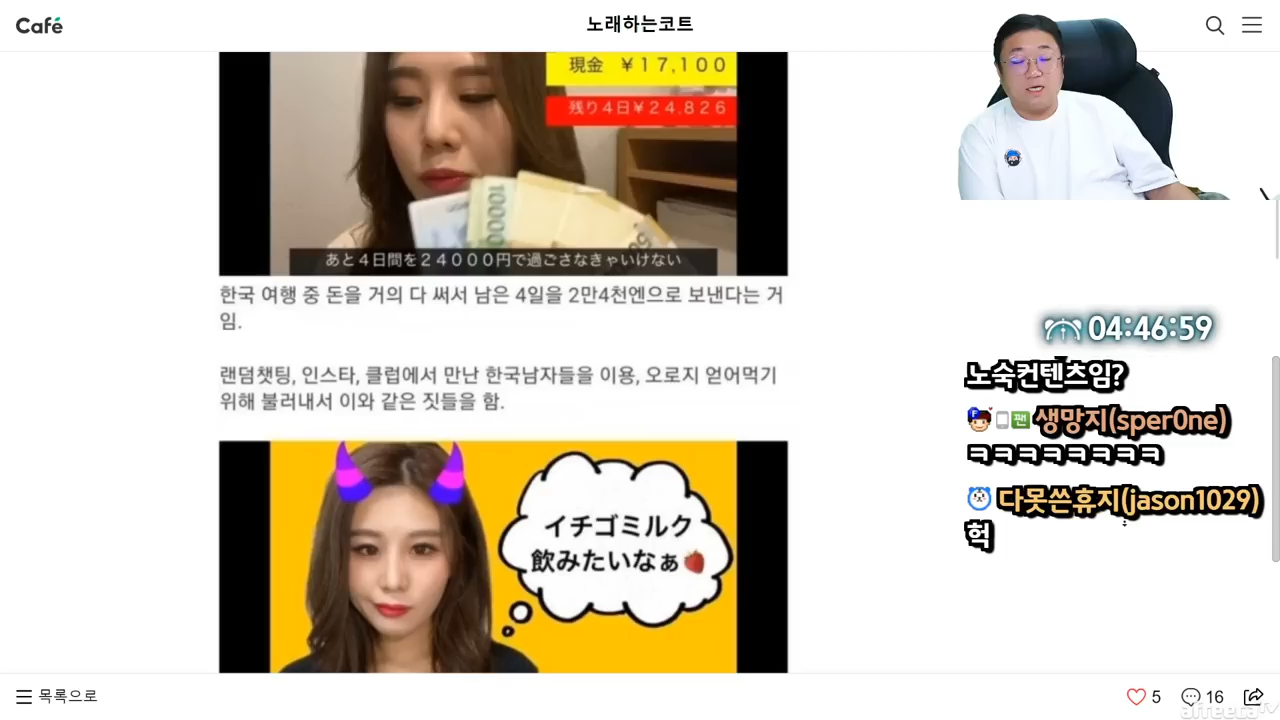 Café
노래하는코트
現金 ¥17,100
残り4日¥24.826
10000
あと4日間を24000円で過ごさなきゃいけない
한국 여행 중 돈을 거의 다 써서 남은 4일을 2만4천엔으로 보낸다는 거
임.
랜덤챗팅, 인스타, 클럽에서 만난 한국남자들을 이용, 오로지 얻어먹기
위해 불러내서 이와 같은 짓들을 함.
イチゴミルク
飲みたいなぁ🍓
04:46:59
노숙컨텐츠임?
F 팬 생망지(sper0ne)
ㅋㅋㅋㅋㅋㅋㅋㅋ
다못쓴휴지(jason1029)
헉
목록으로
5
16
afreecaTV